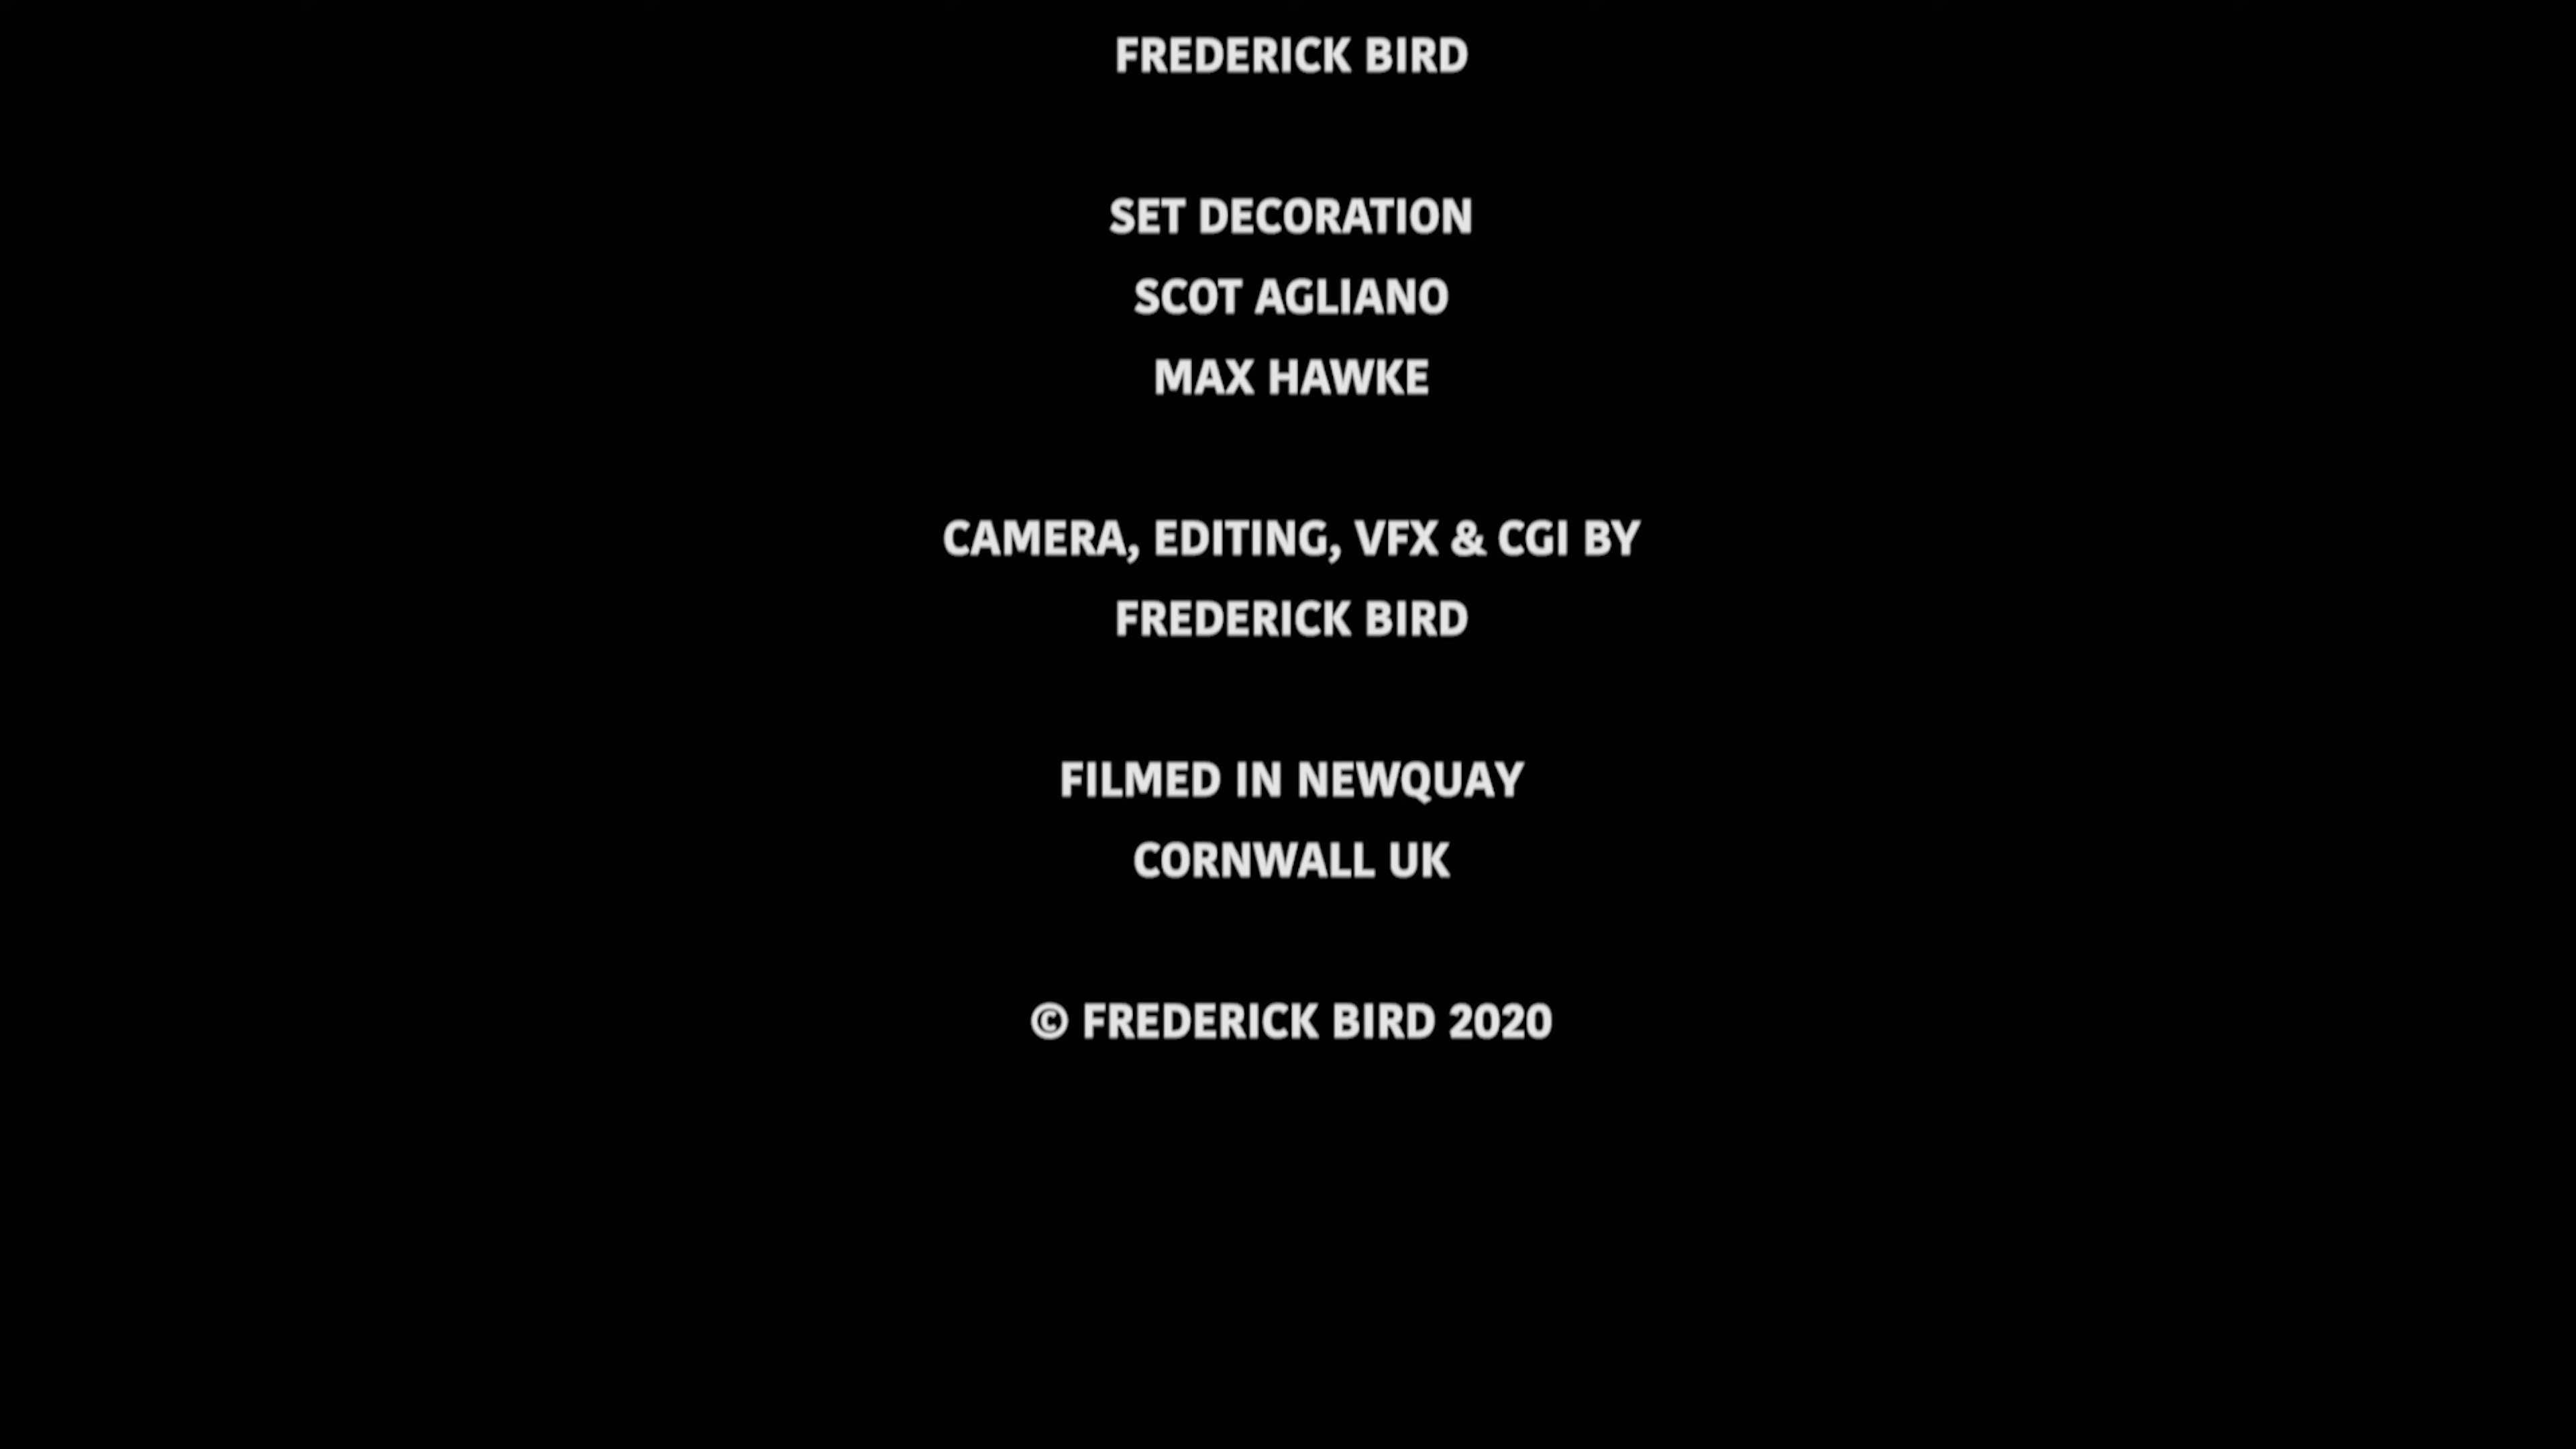 FREDERICK BIRD
SET DECORATION
SCOT AGLIANO
MAX HAWKE
CAMERA, EDITING, VFX & CGI BY
FREDERICK BIRD
FILMED IN NEWQUAY
CORNWALL UK
© FREDERICK BIRD 2020